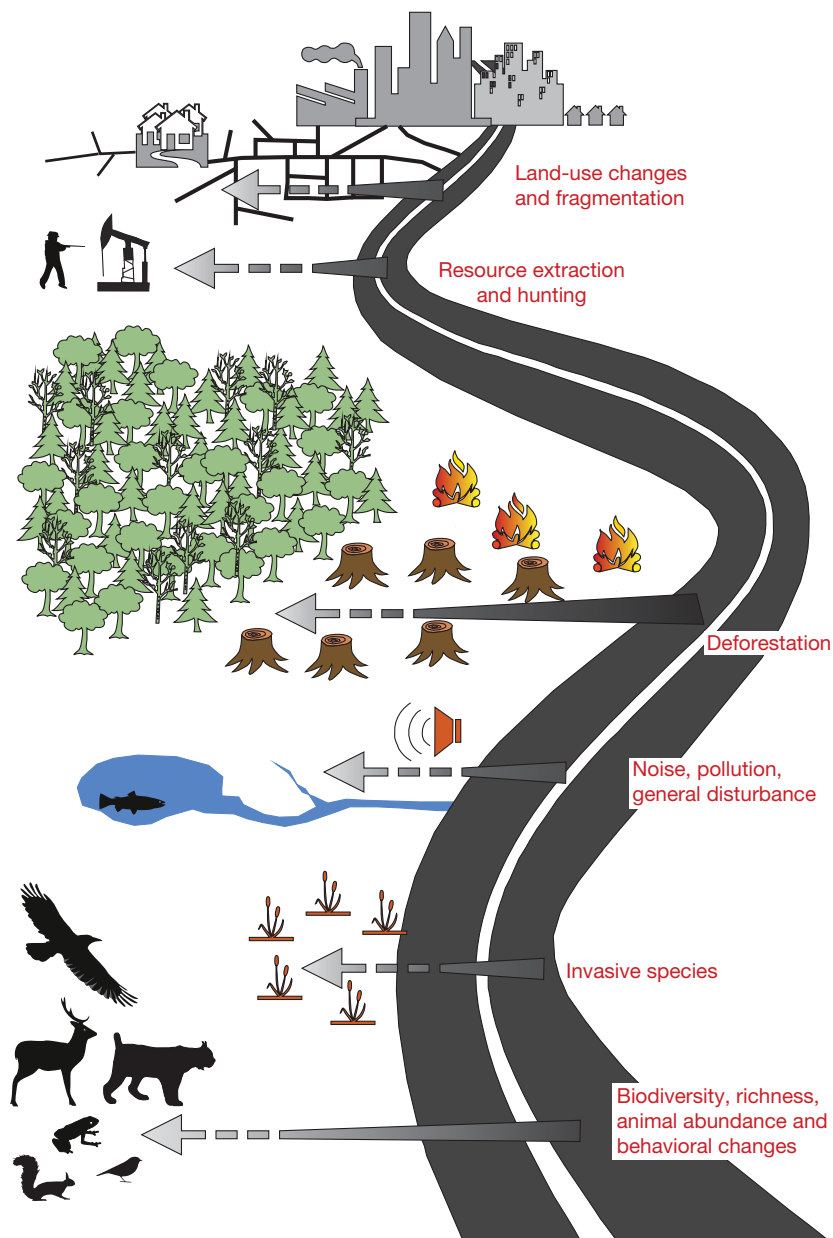 Land-use changes
and fragmentation
Resource extraction
and hunting
Deforestation
Noise, pollution,
general disturbance
Invasive species
Biodiversity, richness,
animal abundance and
behavioral changes